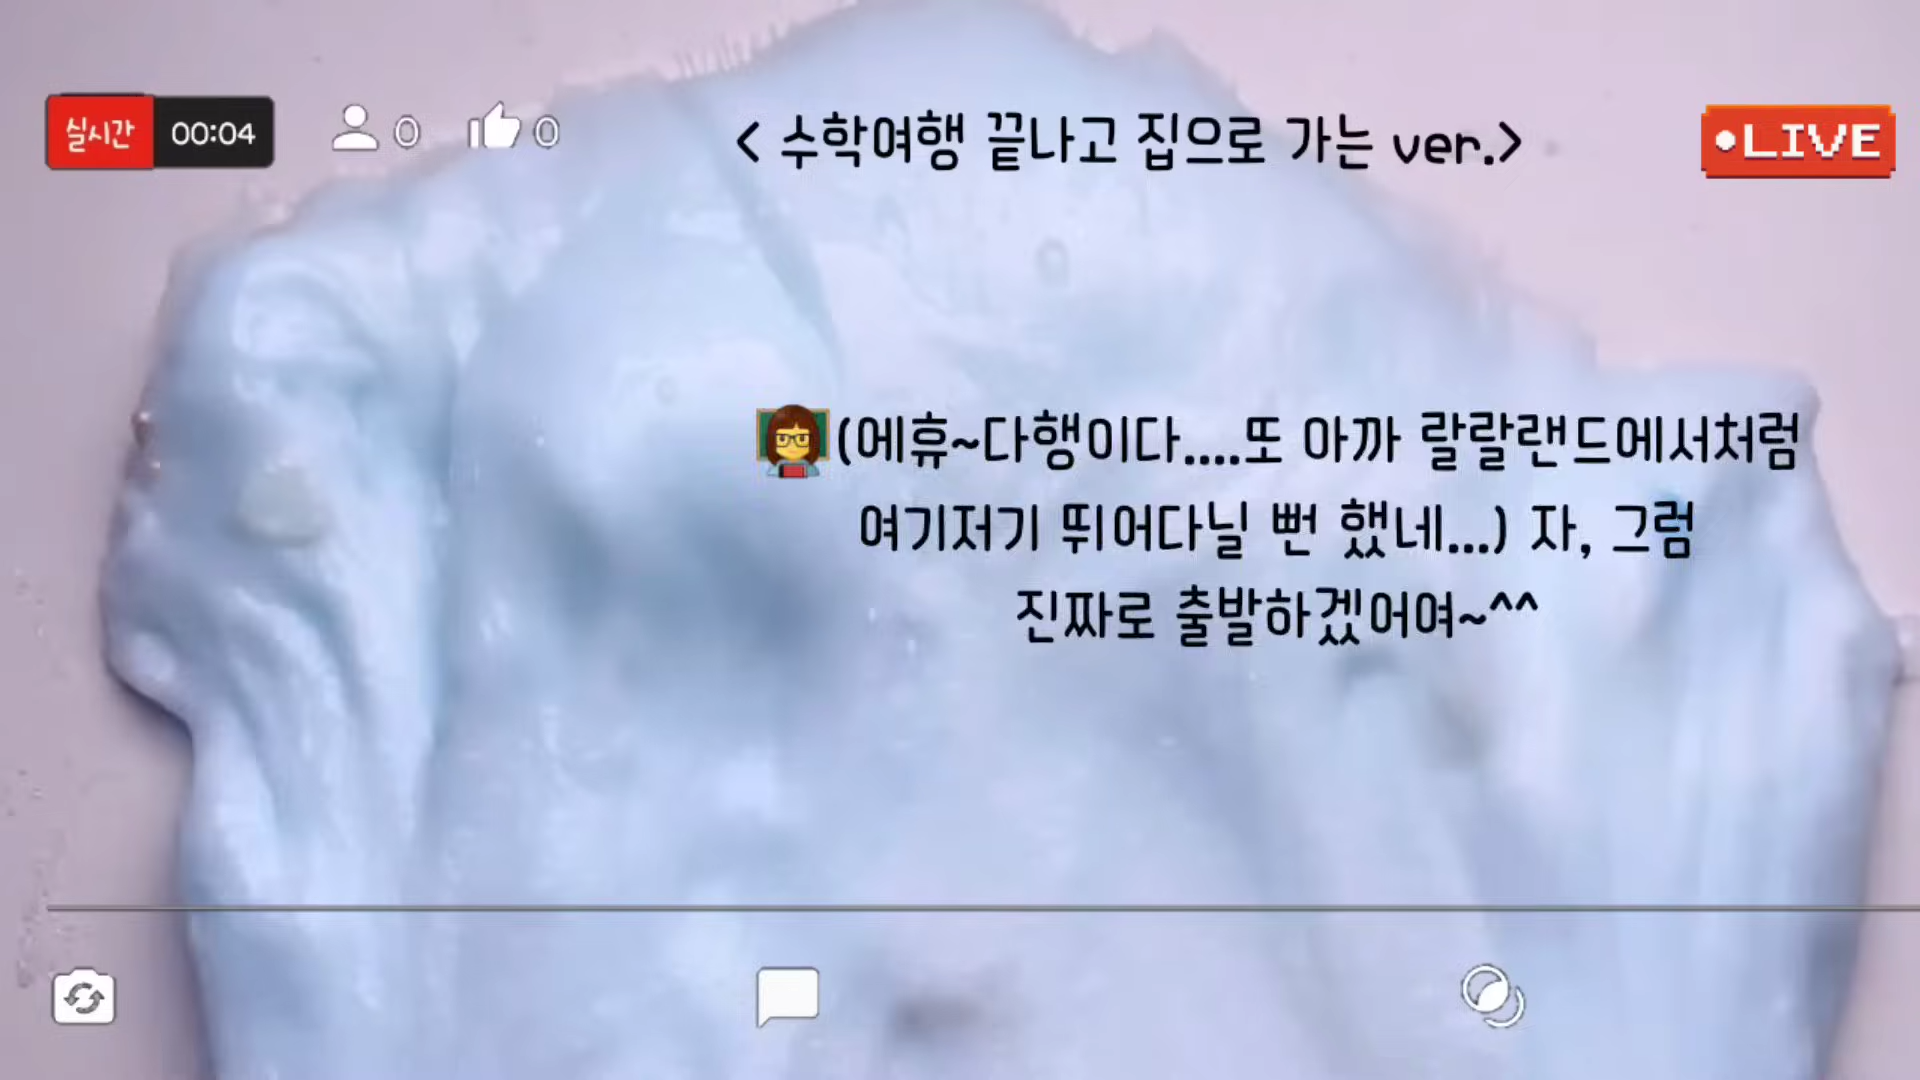 실시간 00:04 0 0
< 수학여행 끝나고 집으로 가는 ver.>
LIVE
(에휴~다행이다....또 아까 랄랄랜드에서처럼
여기저기 뛰어다닐 뻔 했네...) 자, 그럼
진짜로 출발하겠어여~^^